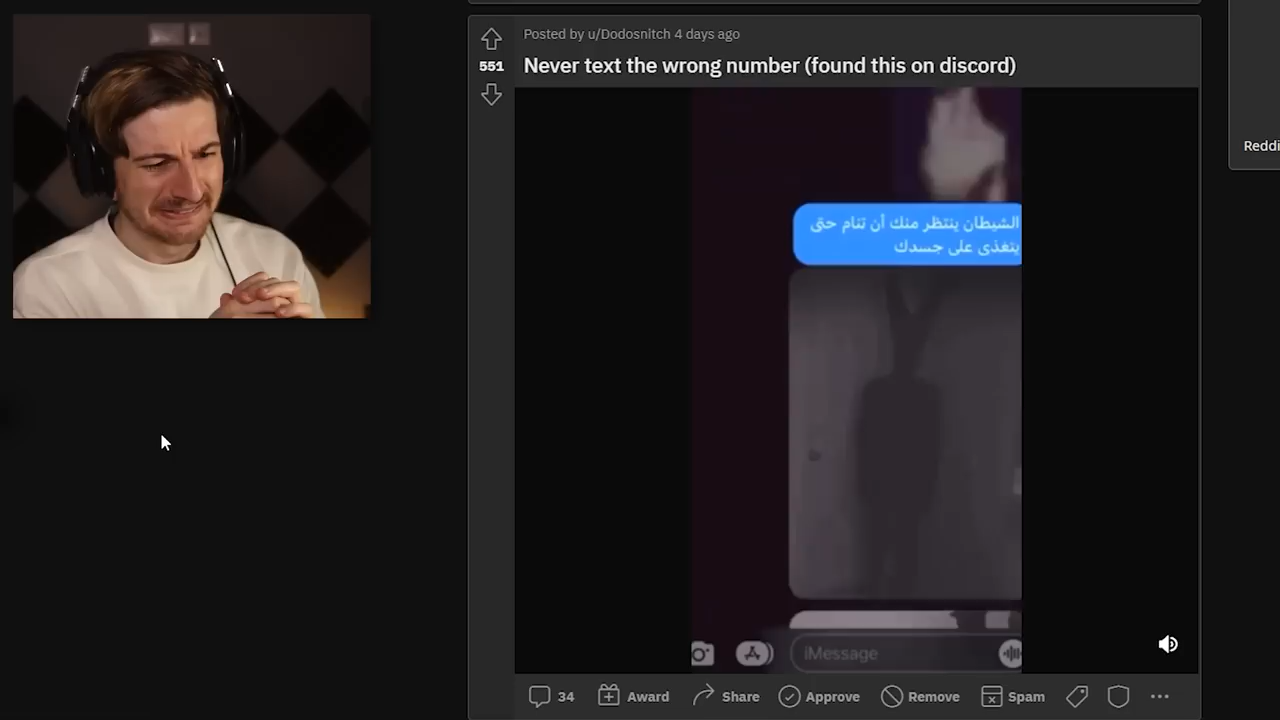 Posted by u/Dodosnitch 4 days ago
551
Never text the wrong number (found this on discord)
Reddi
الشيطان ينتظر منك أن تنام حتى
يتغذى على جسدك
iMessage
34 Award Share Approve Remove Spam